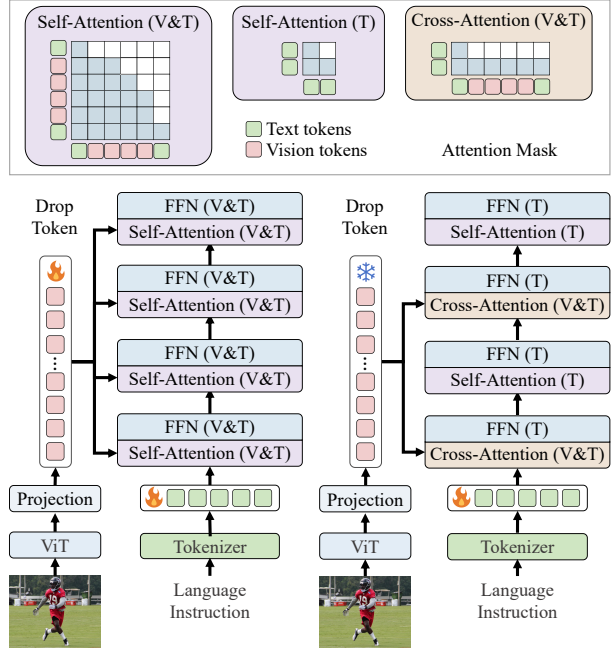 Self-Attention (V&T)
Self-Attention (T)
Cross-Attention (V&T)
Text tokens
Vision tokens
Attention Mask
Drop
Token
FFN (V&T)
Self-Attention (V&T)
FFN (V&T)
Self-Attention (V&T)
FFN (V&T)
Self-Attention (V&T)
FFN (V&T)
Self-Attention (V&T)
Projection
ViT
Tokenizer
Language
Instruction
Drop
Token
FFN (T)
Self-Attention (T)
FFN (T)
Cross-Attention (V&T)
FFN (T)
Self-Attention (T)
FFN (T)
Cross-Attention (V&T)
Projection
ViT
Tokenizer
Language
Instruction